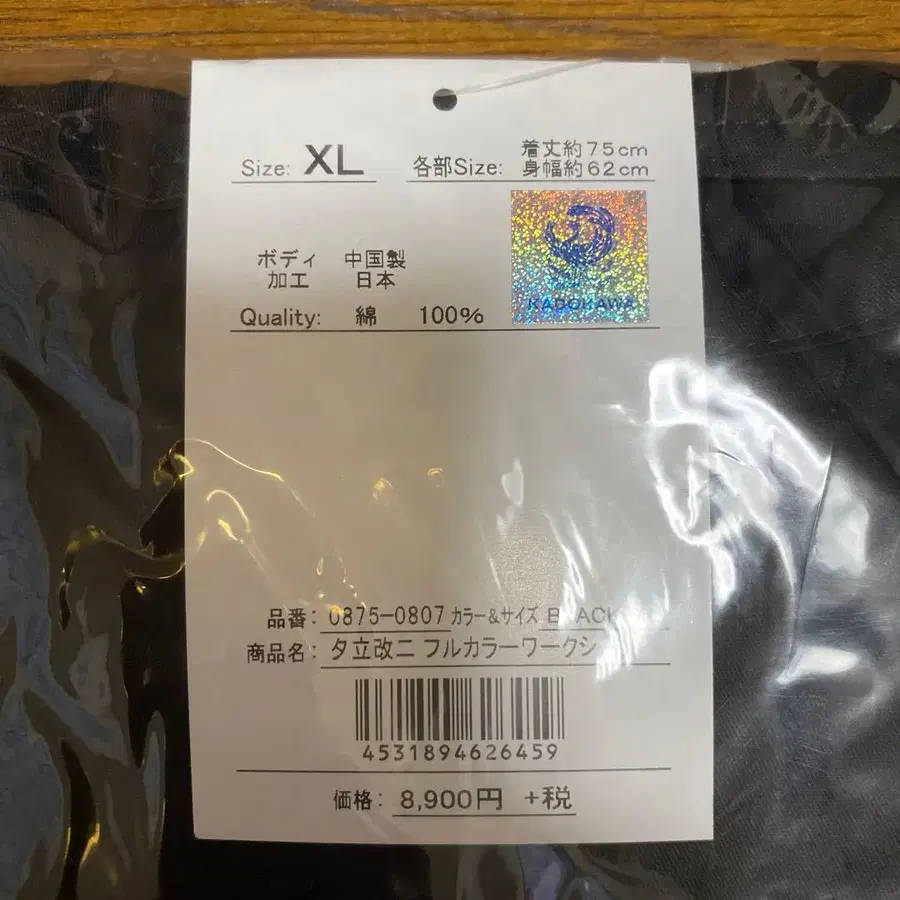 Size: XL 各部Size: 着丈約75cm
身幅約62cm
KADOKAWA
ボディ 中国製
加工 日本
Quality: 綿 100%
品番: 0875-0807 カラー&サイズ BLACK
商品名: 夕立改二 フルカラーワークシ
4531894626459
価格: 8,900円 +税